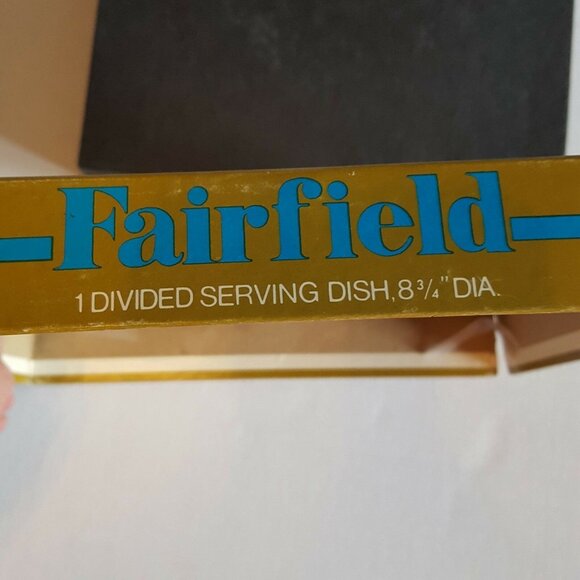 Fairfield
1 DIVIDED SERVING DISH, 8 3/4" DIA.